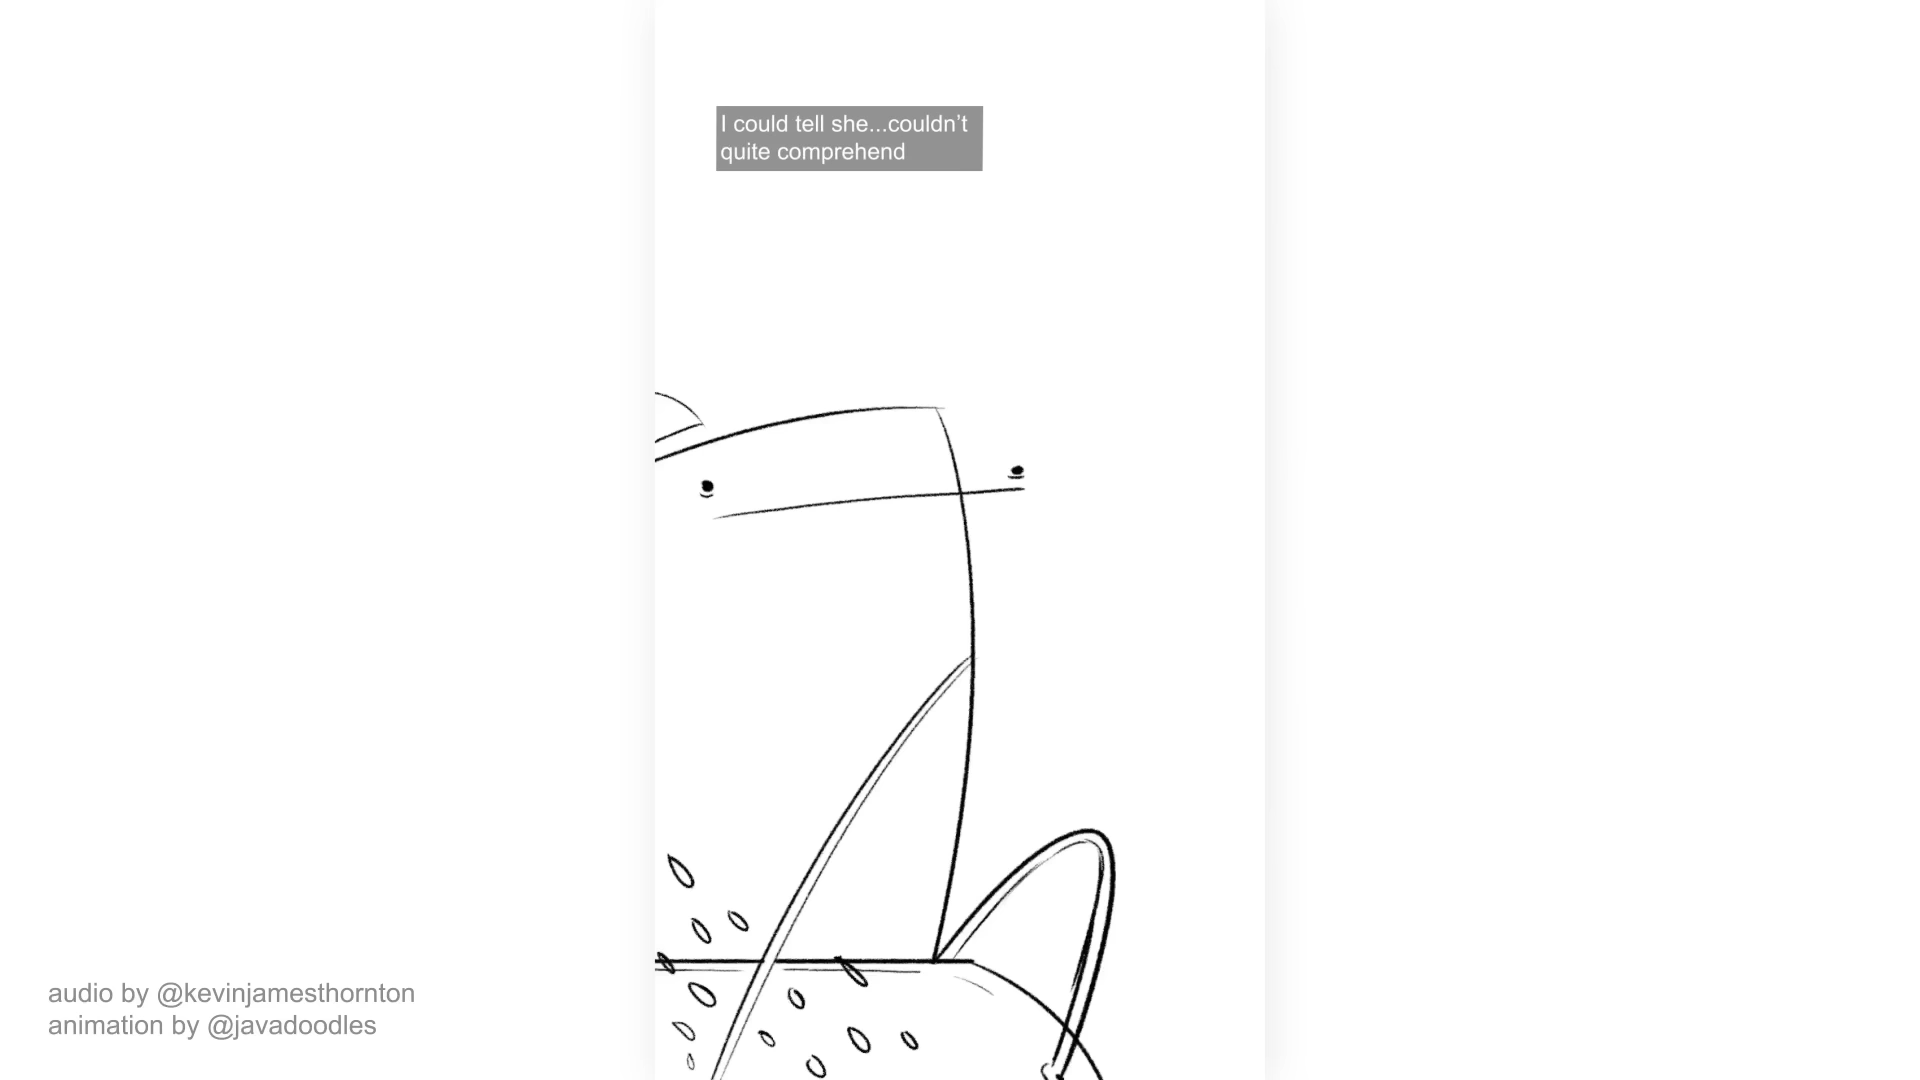 I could tell she...couldn’t
quite comprehend
audio by @kevinjamesthornton
animation by @javadoodles